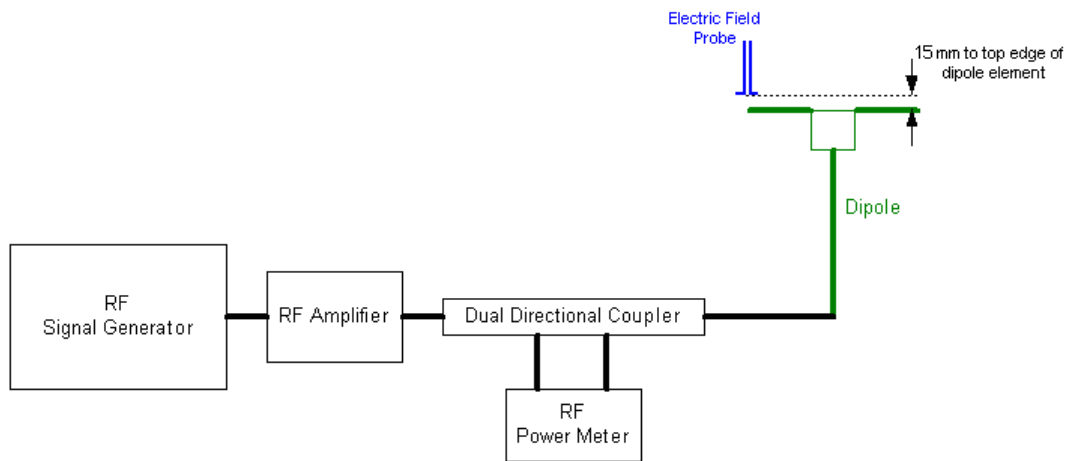 Electric Field
Probe
15 mm to top edge of
dipole element
Dipole
RF
Signal Generator
RF Amplifier
Dual Directional Coupler
RF
Power Meter